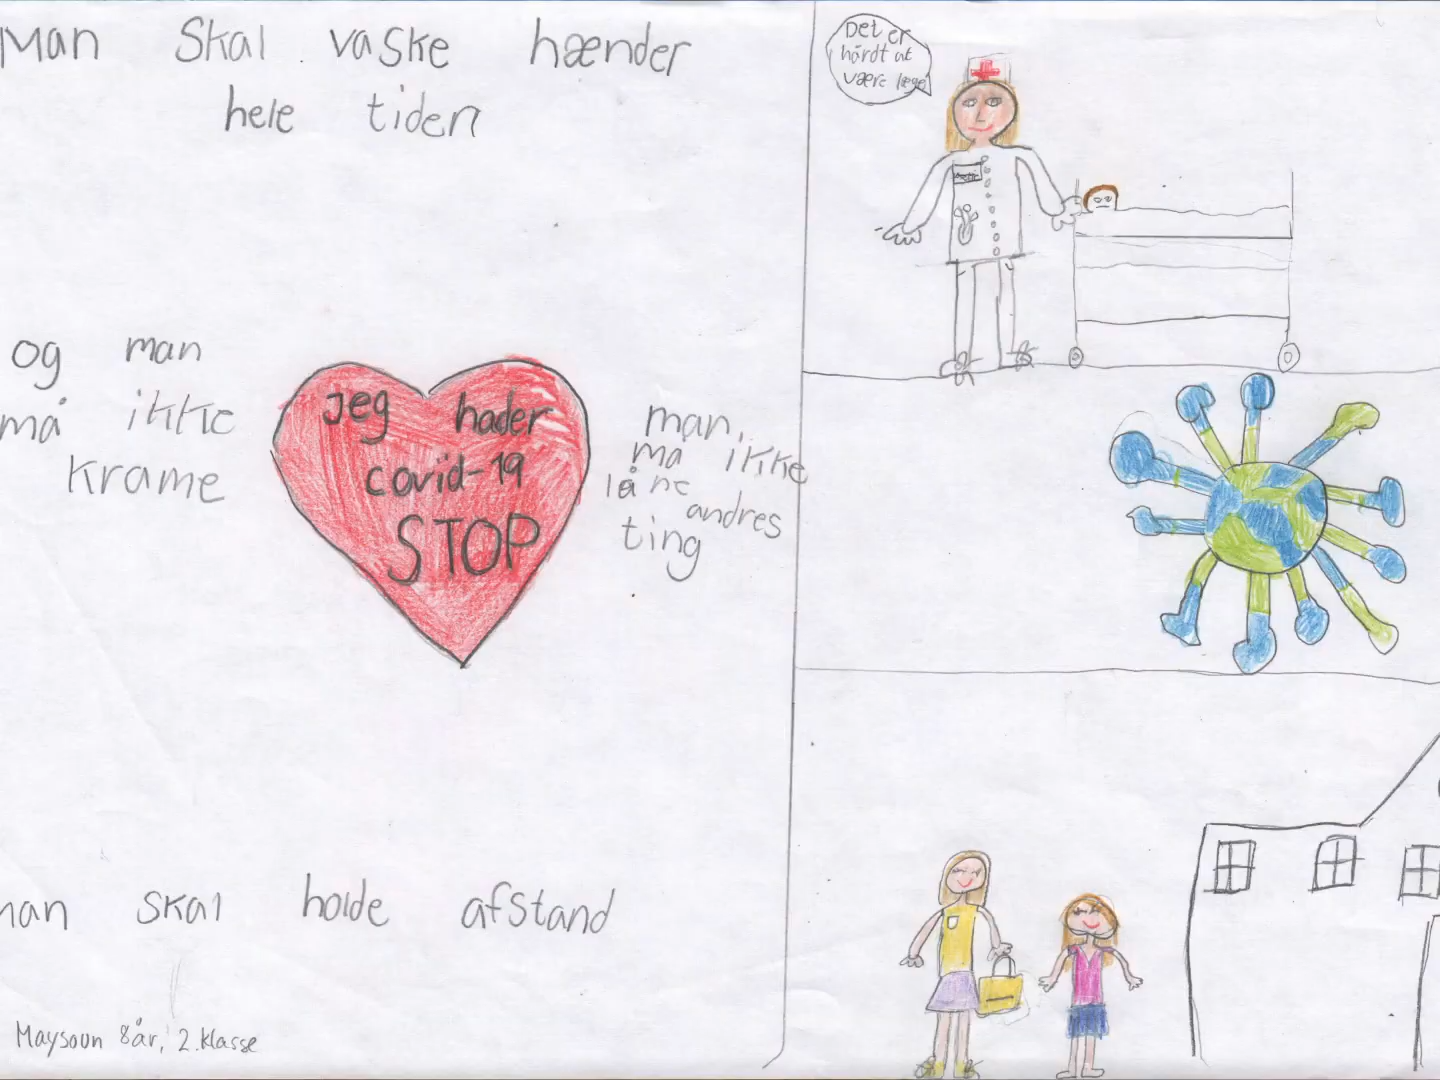 Man skal vaske hænder
hele tiden
og man
må ikke
krame
jeg hader
covid-19
STOP
man
må ikke
låne
andres
ting
man skal holde afstand
Maysoun 8år, 2.klasse
Det er
hårdt at
være læge